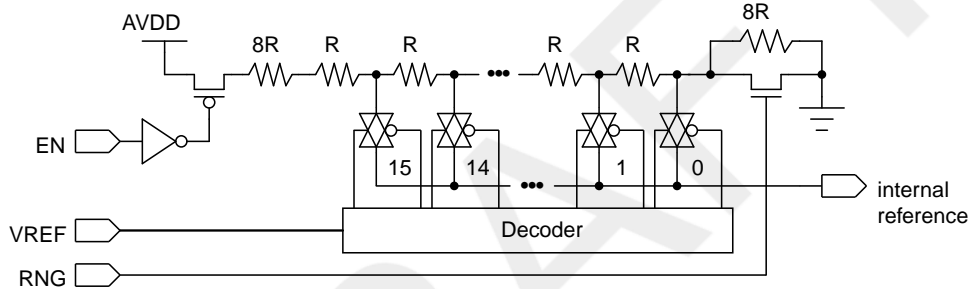 AVDD
8R
R
R
•••
R
R
8R
EN
15
14
1
0
•••
internal
reference
VREF
Decoder
RNG